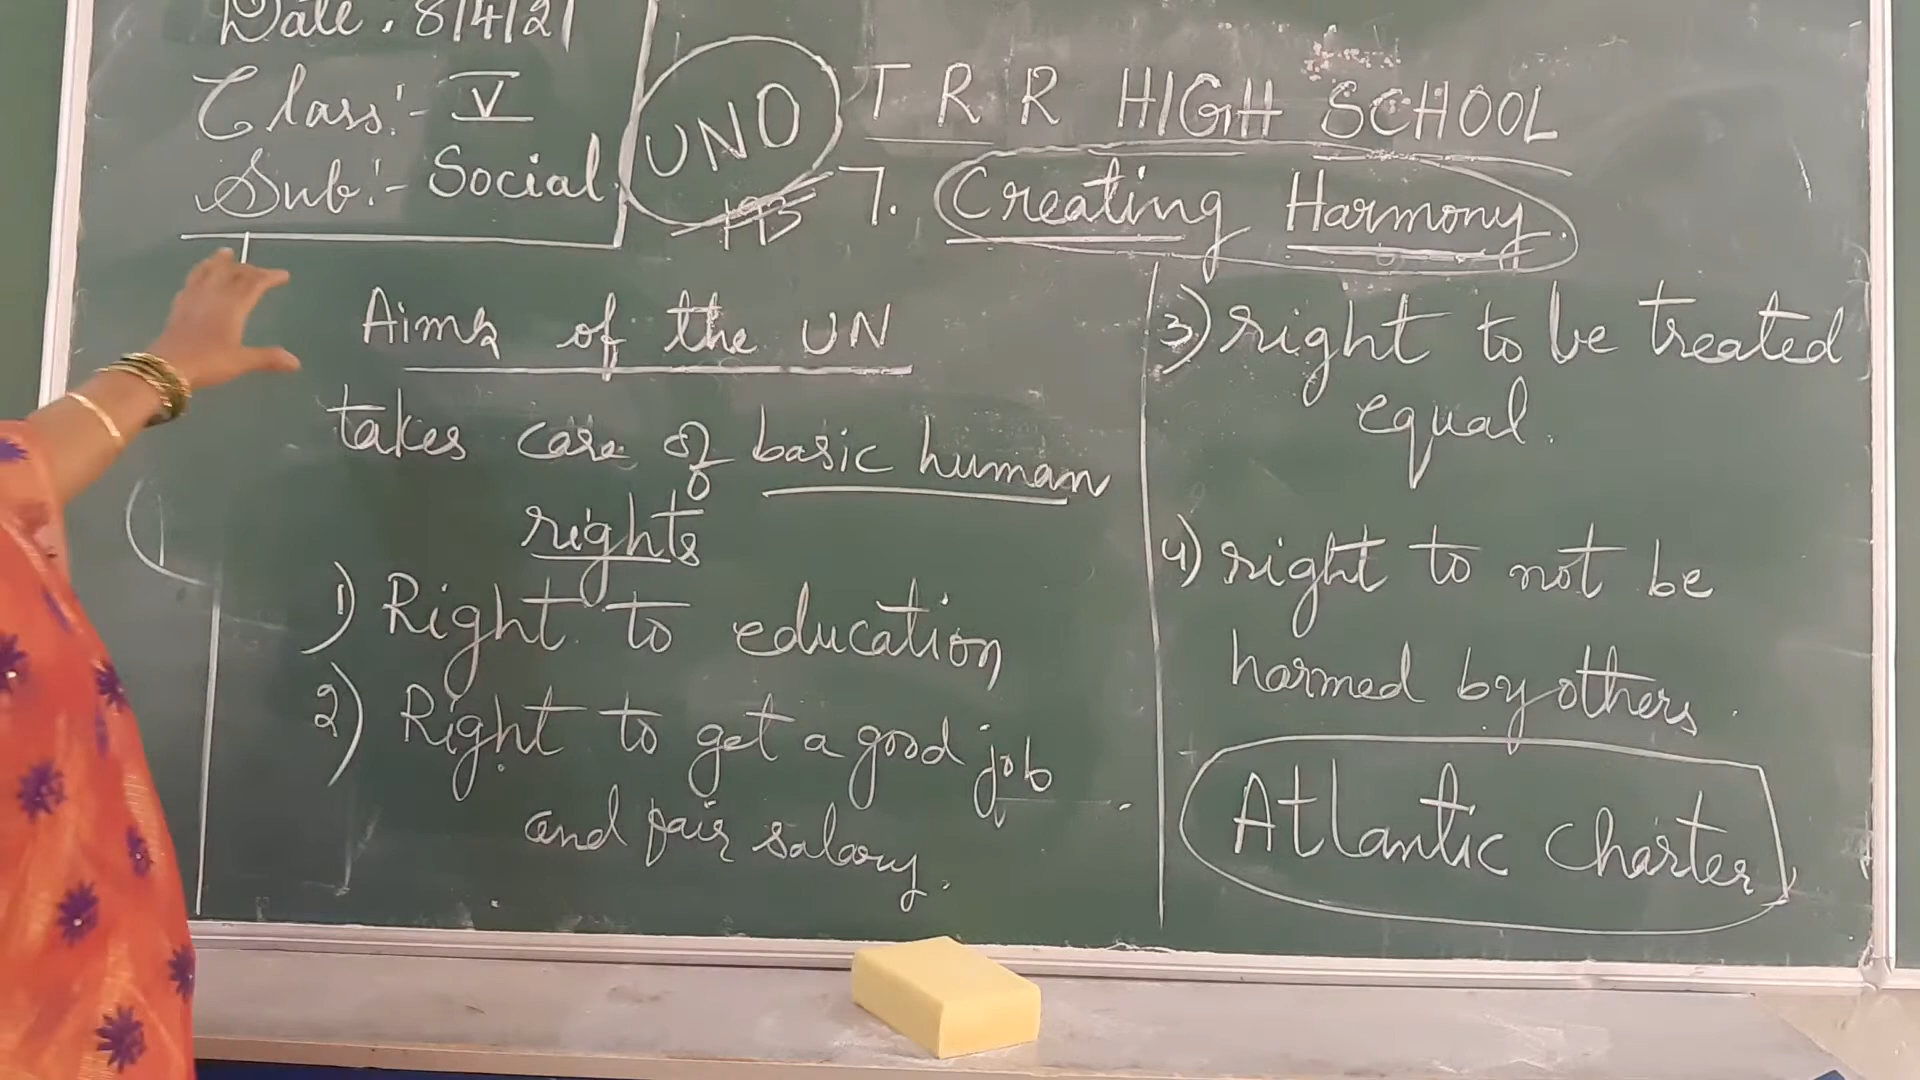 Date : 8/4/21
Class :- V
Sub :- Social
UNO
193
T R R HIGH SCHOOL
7. Creating Harmony
Aims of the UN
takes care of basic human
rights
1) Right to education
2) Right to get a good job
and fair salary.
3) right to be treated
equal.
4) right to not be
harmed by others.
Atlantic charter